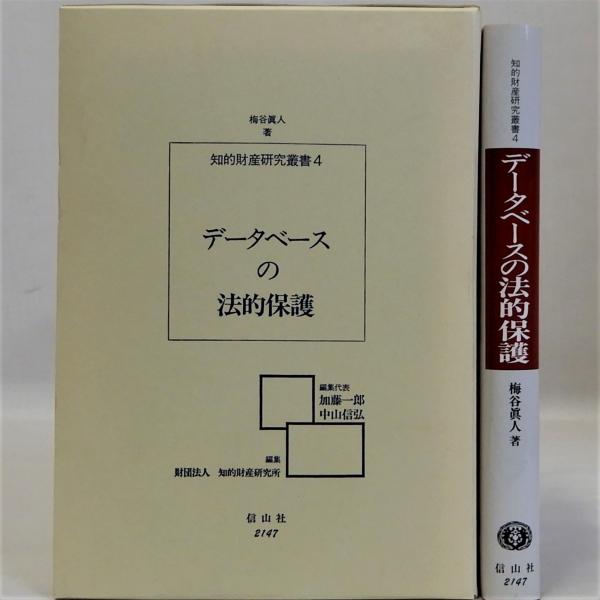 梅谷眞人
著
知的財産研究叢書4
データベース
の
法的保護
編集代表
加藤一郎
中山信弘
編集
財団法人 知的財産研究所
信山社
2147
知的財産研究叢書4
データベースの法的保護
梅谷眞人 著
信山社
2147